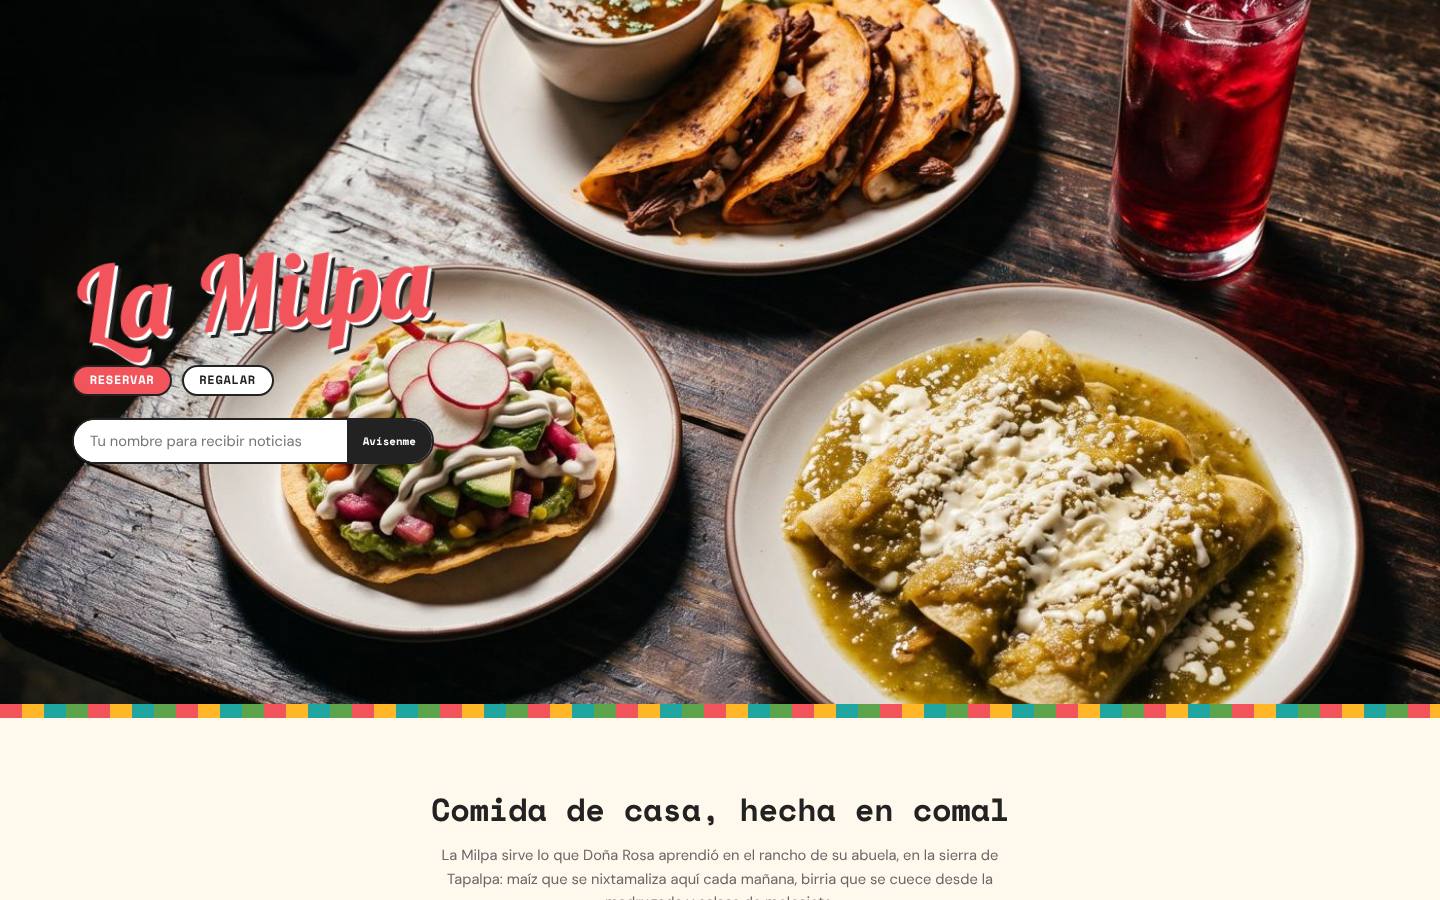 La Milpa
RESERVAR
REGALAR
Tu nombre para recibir noticias
Avísenme
Comida de casa, hecha en comal
La Milpa sirve lo que Doña Rosa aprendió en el rancho de su abuela, en la sierra de
Tapalpa: maíz que se nixtamaliza aquí cada mañana, birria que se cuece desde la